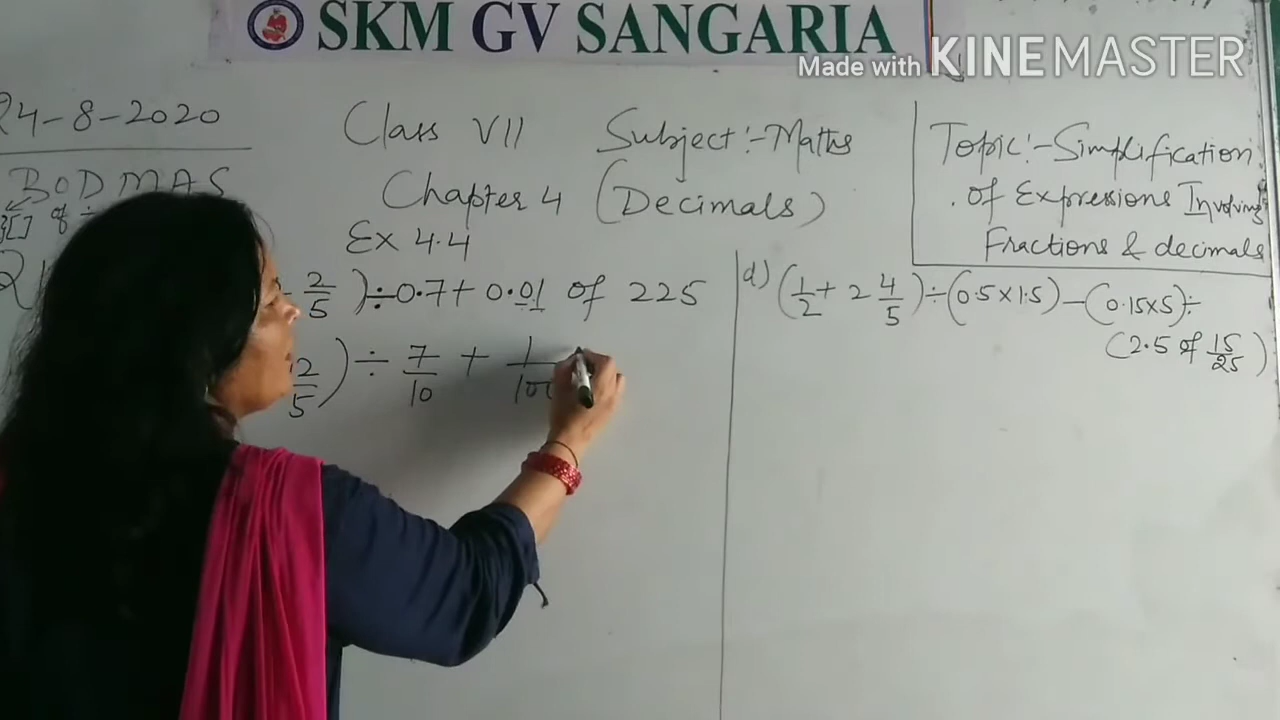 SKM GV SANGARIA
Made with KINEMASTER
24-8-2020
Class VII Subject:-Maths
Topic:-Simplification
of Expressions Involving
Fractions & decimals
BODMAS
Chapter 4 (Decimals)
Ex 4.4
2/5 ) ÷ 0.7 + 0.01 of 225
2/5 ) ÷ 7/10 + 1/100
d) (1/2 + 2 4/5) ÷ (0.5 × 1.5) - (0.15 × 5) ÷
(2.5 of 15/25)